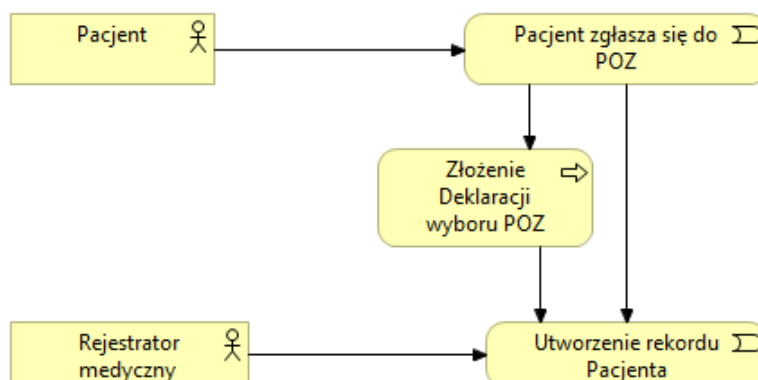 Pacjent
Pacjent zgłasza się do
POZ
Złożenie
Deklaracji
wyboru POZ
Rejestrator
medyczny
Utworzenie rekordu
Pacjenta